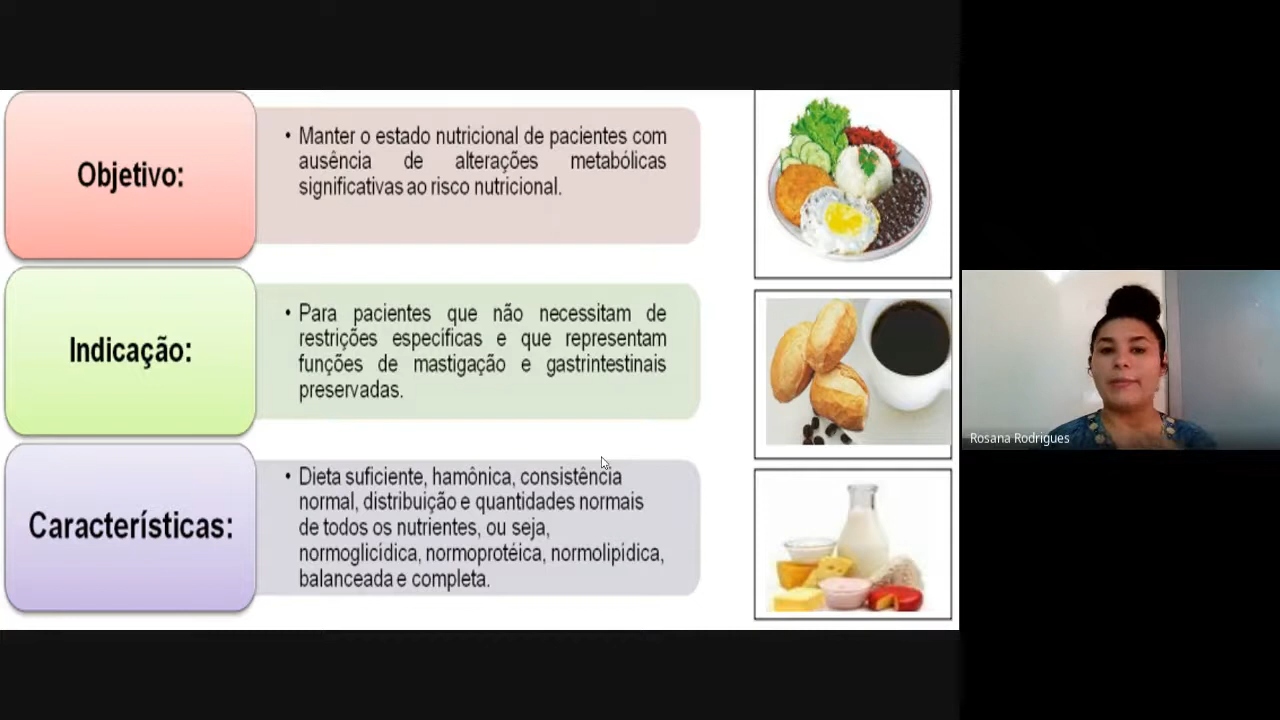 Objetivo:
• Manter o estado nutricional de pacientes com
ausência de alterações metabólicas
significativas ao risco nutricional.
Indicação:
• Para pacientes que não necessitam de
restrições específicas e que representam
funções de mastigação e gastrintestinais
preservadas.
Características:
• Dieta suficiente, hamônica, consistência
normal, distribuição e quantidades normais
de todos os nutrientes, ou seja,
normoglicídica, normoprotéica, normolipídica,
balanceada e completa.
Rosana Rodrigues